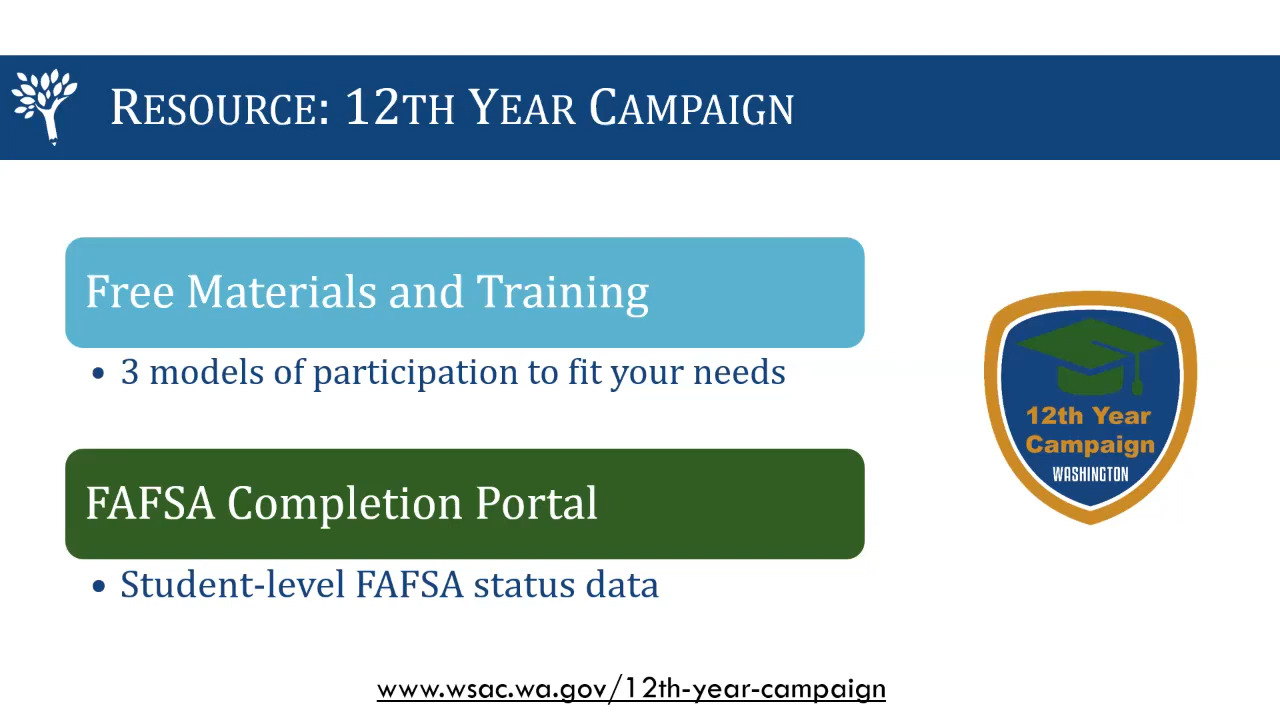 RESOURCE: 12TH YEAR CAMPAIGN
Free Materials and Training
• 3 models of participation to fit your needs
FAFSA Completion Portal
• Student-level FAFSA status data
12th Year
Campaign
WASHINGTON
www.wsac.wa.gov/12th-year-campaign